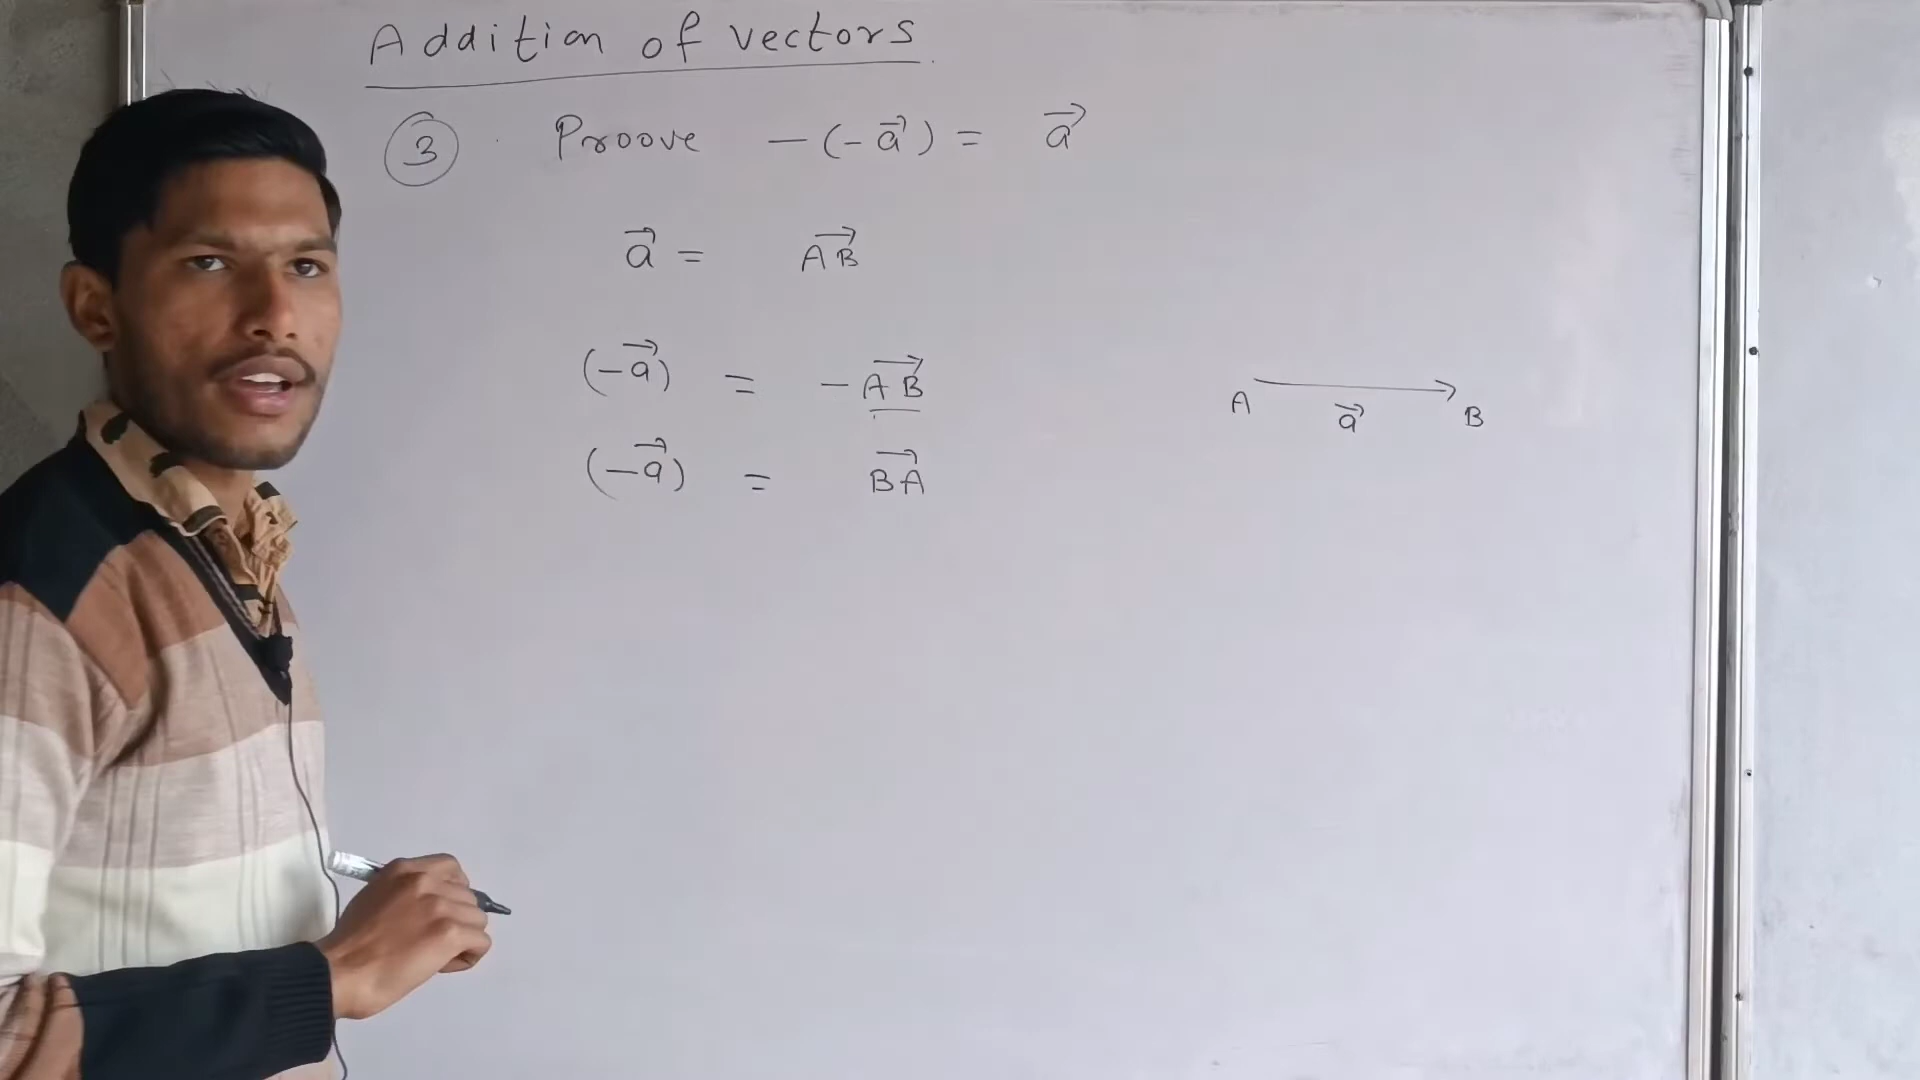 Addition of vectors
③ Proove -(-a⃗) = a⃗
a⃗ = AB⃗
(-a⃗) = -AB⃗
(-a⃗) = BA⃗
A a⃗ B